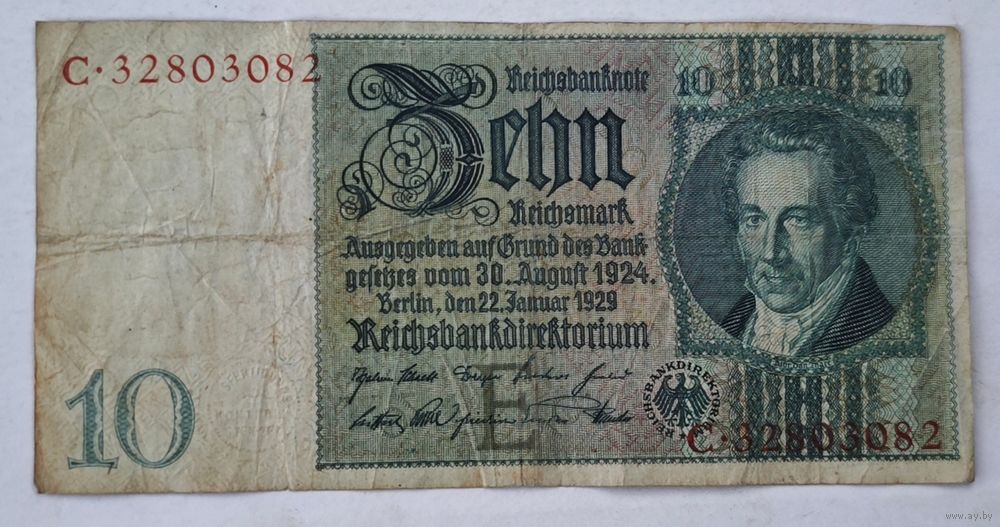 C·32803082
Reichsbanknote
Zehn
Reichsmark
Ausgegeben auf Grund des Bank-
gesetzes vom 30. August 1924.
Berlin, den 22. Januar 1929
Reichsbankdirektorium
10 10
10
E
REICHSBANKDIREKTORIUM
C·32803082
www.ay.by